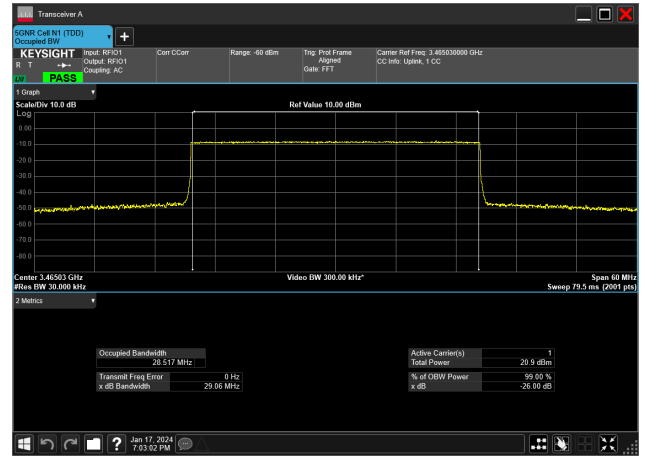 Transceiver A
5GNR Cell N1 (TDD)
Occupied BW
KEYSIGHT
R T
LNI
PASS
Input: RFIO1
Output: RFIO1
Coupling: AC
Corr CCorr
Range: -60 dBm
Trig: Prot Frame
Aligned
Gate: FFT
Carrier Ref Freq: 3.465030000 GHz
CC Info: Uplink, 1 CC
1 Graph
Scale/Div 10.0 dB
Ref Value 10.00 dBm
Log
0.00
-10.0
-20.0
-30.0
-40.0
-50.0
-60.0
-70.0
-80.0
Center 3.46503 GHz
Video BW 300.00 kHz*
Span 60 MHz
#Res BW 30.000 kHz
Sweep 79.5 ms (2001 pts)
2 Metrics
Occupied Bandwidth
28.517 MHz
Transmit Freq Error 0 Hz
x dB Bandwidth 29.06 MHz
Active Carrier(s) 1
Total Power 20.9 dBm
% of OBW Power 99.00 %
x dB -26.00 dB
Jan 17, 2024
7:03:02 PM